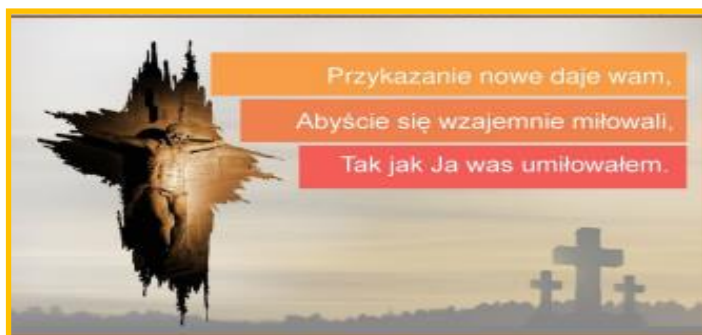 Przykazanie nowe daje wam,
Abyście się wzajemnie miłowali,
Tak jak Ja was umiłowałem.